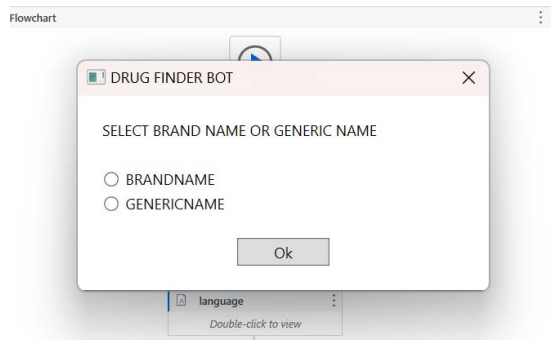 Flowchart
DRUG FINDER BOT
SELECT BRAND NAME OR GENERIC NAME
BRANDNAME
GENERICNAME
Ok
language
Double-click to view